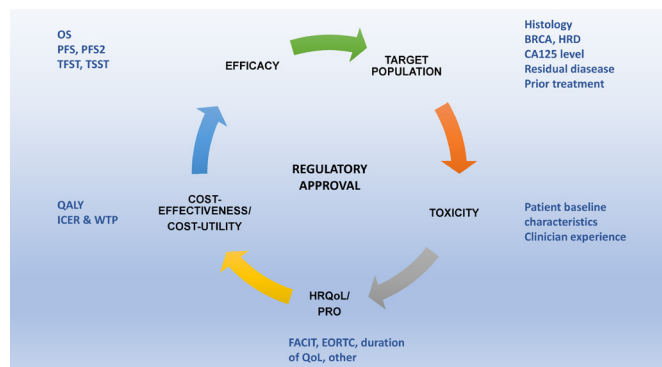 OS
PFS, PFS2
TFST, TSST
EFFICACY
TARGET
POPULATION
Histology
BRCA, HRD
CA125 level
Residual diasease
Prior treatment
REGULATORY
APPROVAL
QALY
ICER & WTP
COST-
EFFECTIVENESS/
COST-UTILITY
TOXICITY
Patient baseline
characteristics
Clinician experience
HRQoL/
PRO
FACIT, EORTC, duration
of QoL, other